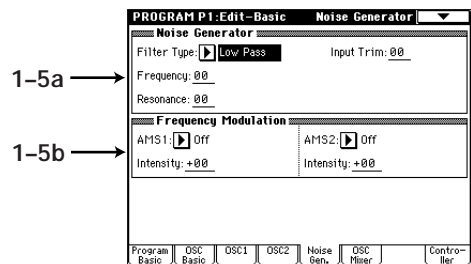 PROGRAM P1:Edit-Basic Noise Generator
Noise Generator
Filter Type: Low Pass Input Trim: 00
1–5a
Frequency: 00
Resonance: 00
Frequency Modulation
AMS1: Off AMS2: Off
1–5b
Intensity: +00 Intensity: +00
Program Basic OSC Basic OSC1 OSC2 Noise Gen. OSC Mixer Contro-ller